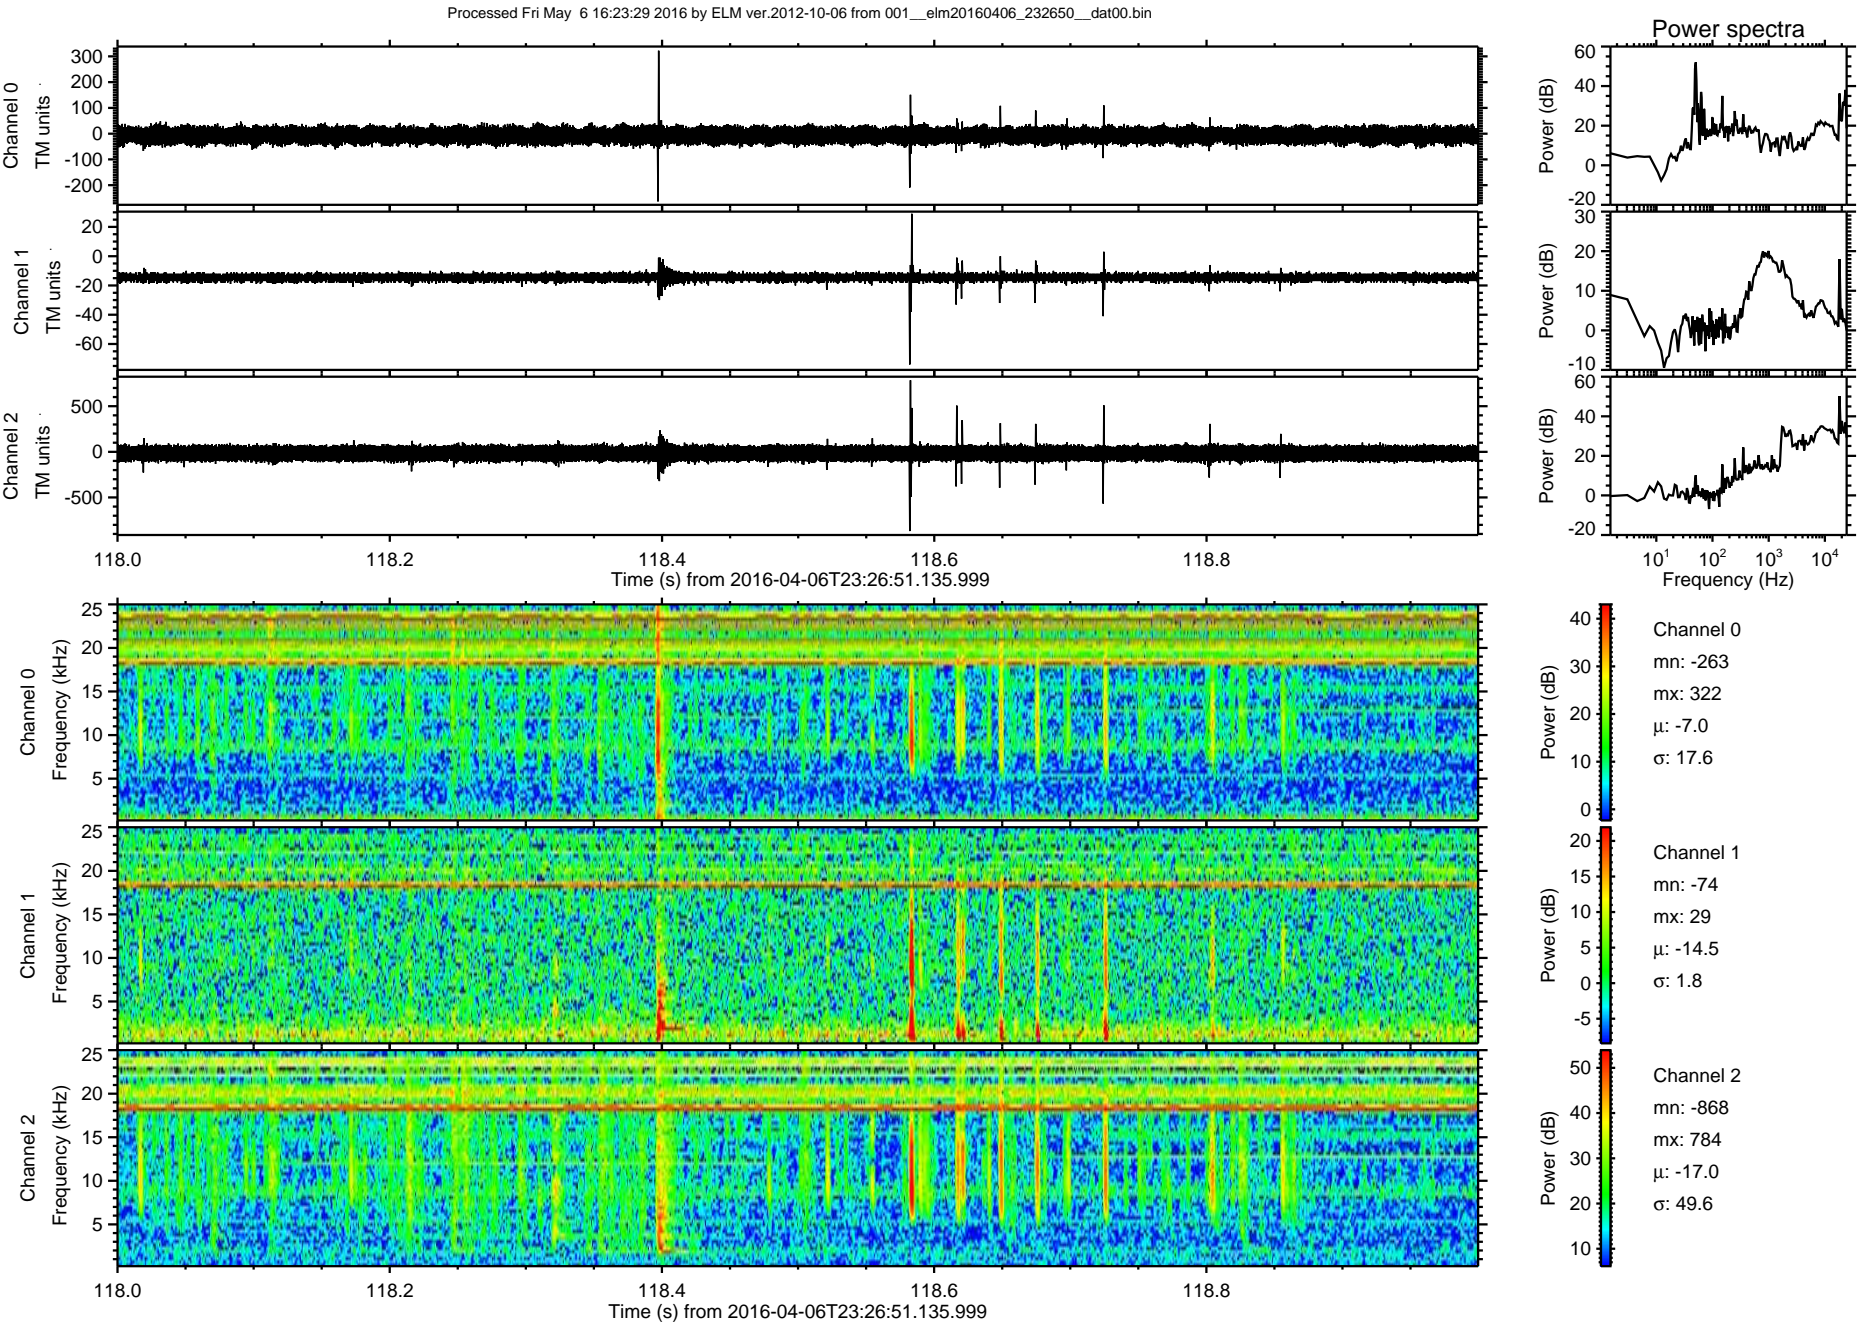 Processed Fri May 6 16:23:29 2016 by ELM ver.2012-10-06 from 001__elm20160406_232650__dat00.bin
Power spectra
Channel 0
TM units
300
200
100
0
-100
-200
Power (dB)
60
40
20
0
-20
Channel 1
TM units
20
0
-20
-40
-60
Power (dB)
30
20
10
0
-10
Channel 2
TM units
500
0
-500
Power (dB)
60
40
20
0
-20
118.0 118.2 118.4 118.6 118.8
Time (s) from 2016-04-06T23:26:51.135.999
10^1 10^2 10^3 10^4
Frequency (Hz)
Channel 0
Frequency (kHz)
25
20
15
10
5
Power (dB)
40
30
20
10
0
Channel 0
mn: -263
mx: 322
μ: -7.0
σ: 17.6
Channel 1
Frequency (kHz)
25
20
15
10
5
Power (dB)
20
15
10
5
0
-5
Channel 1
mn: -74
mx: 29
μ: -14.5
σ: 1.8
Channel 2
Frequency (kHz)
25
20
15
10
5
Power (dB)
50
40
30
20
10
Channel 2
mn: -868
mx: 784
μ: -17.0
σ: 49.6
118.0 118.2 118.4 118.6 118.8
Time (s) from 2016-04-06T23:26:51.135.999